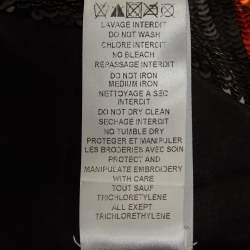 LAVAGE INTERDIT
DO NOT WASH
CHLORE INTERDIT
NO BLEACH
REPASSAGE INTERDIT
DO NOT IRON
MEDIUM IRON
NETTOYAGE A SEC
INTERDIT
DO NOT DRY CLEAN
SECHAGE INTERDIT
NO TUMBLE DRY
PROTEGER ET MANIPULER
LES BRODERIES AVEC SOIN
PROTECT AND
MANIPULATE EMBROIDERY
WITH CARE
TOUT SAUF
TRICHLORETYLENE
ALL EXEPT
TRICHLORETHYLENE